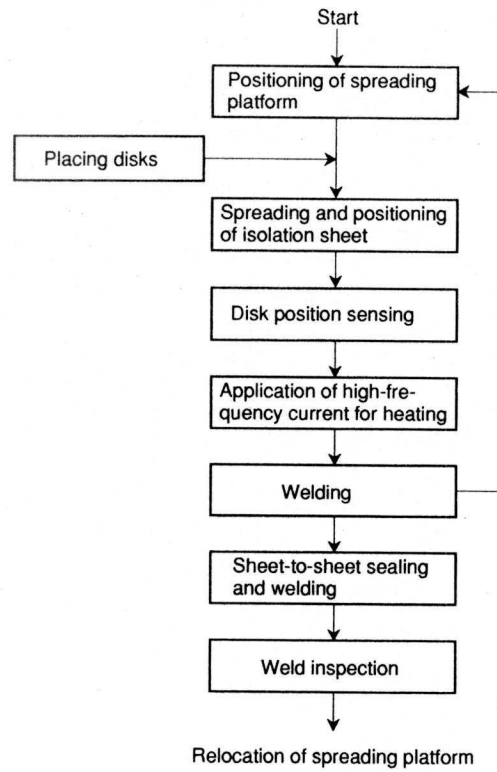 Start
Positioning of spreading
platform
Placing disks
Spreading and positioning
of isolation sheet
Disk position sensing
Application of high-fre-
quency current for heating
Welding
Sheet-to-sheet sealing
and welding
Weld inspection
Relocation of spreading platform